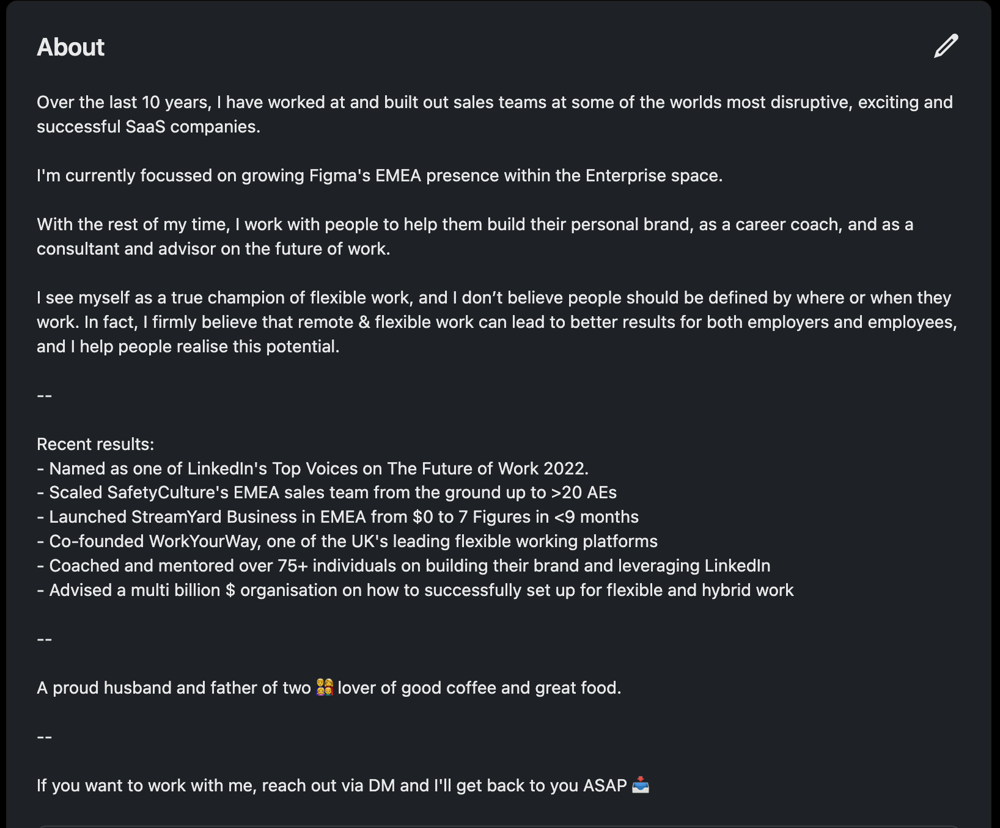 About
Over the last 10 years, I have worked at and built out sales teams at some of the worlds most disruptive, exciting and
successful SaaS companies.
I'm currently focussed on growing Figma's EMEA presence within the Enterprise space.
With the rest of my time, I work with people to help them build their personal brand, as a career coach, and as a
consultant and advisor on the future of work.
I see myself as a true champion of flexible work, and I don’t believe people should be defined by where or when they
work. In fact, I firmly believe that remote & flexible work can lead to better results for both employers and employees,
and I help people realise this potential.
--
Recent results:
- Named as one of LinkedIn's Top Voices on The Future of Work 2022.
- Scaled SafetyCulture's EMEA sales team from the ground up to >20 AEs
- Launched StreamYard Business in EMEA from $0 to 7 Figures in <9 months
- Co-founded WorkYourWay, one of the UK's leading flexible working platforms
- Coached and mentored over 75+ individuals on building their brand and leveraging LinkedIn
- Advised a multi billion $ organisation on how to successfully set up for flexible and hybrid work
--
A proud husband and father of two 👨‍👩‍👧‍👦 lover of good coffee and great food.
--
If you want to work with me, reach out via DM and I'll get back to you ASAP 📥